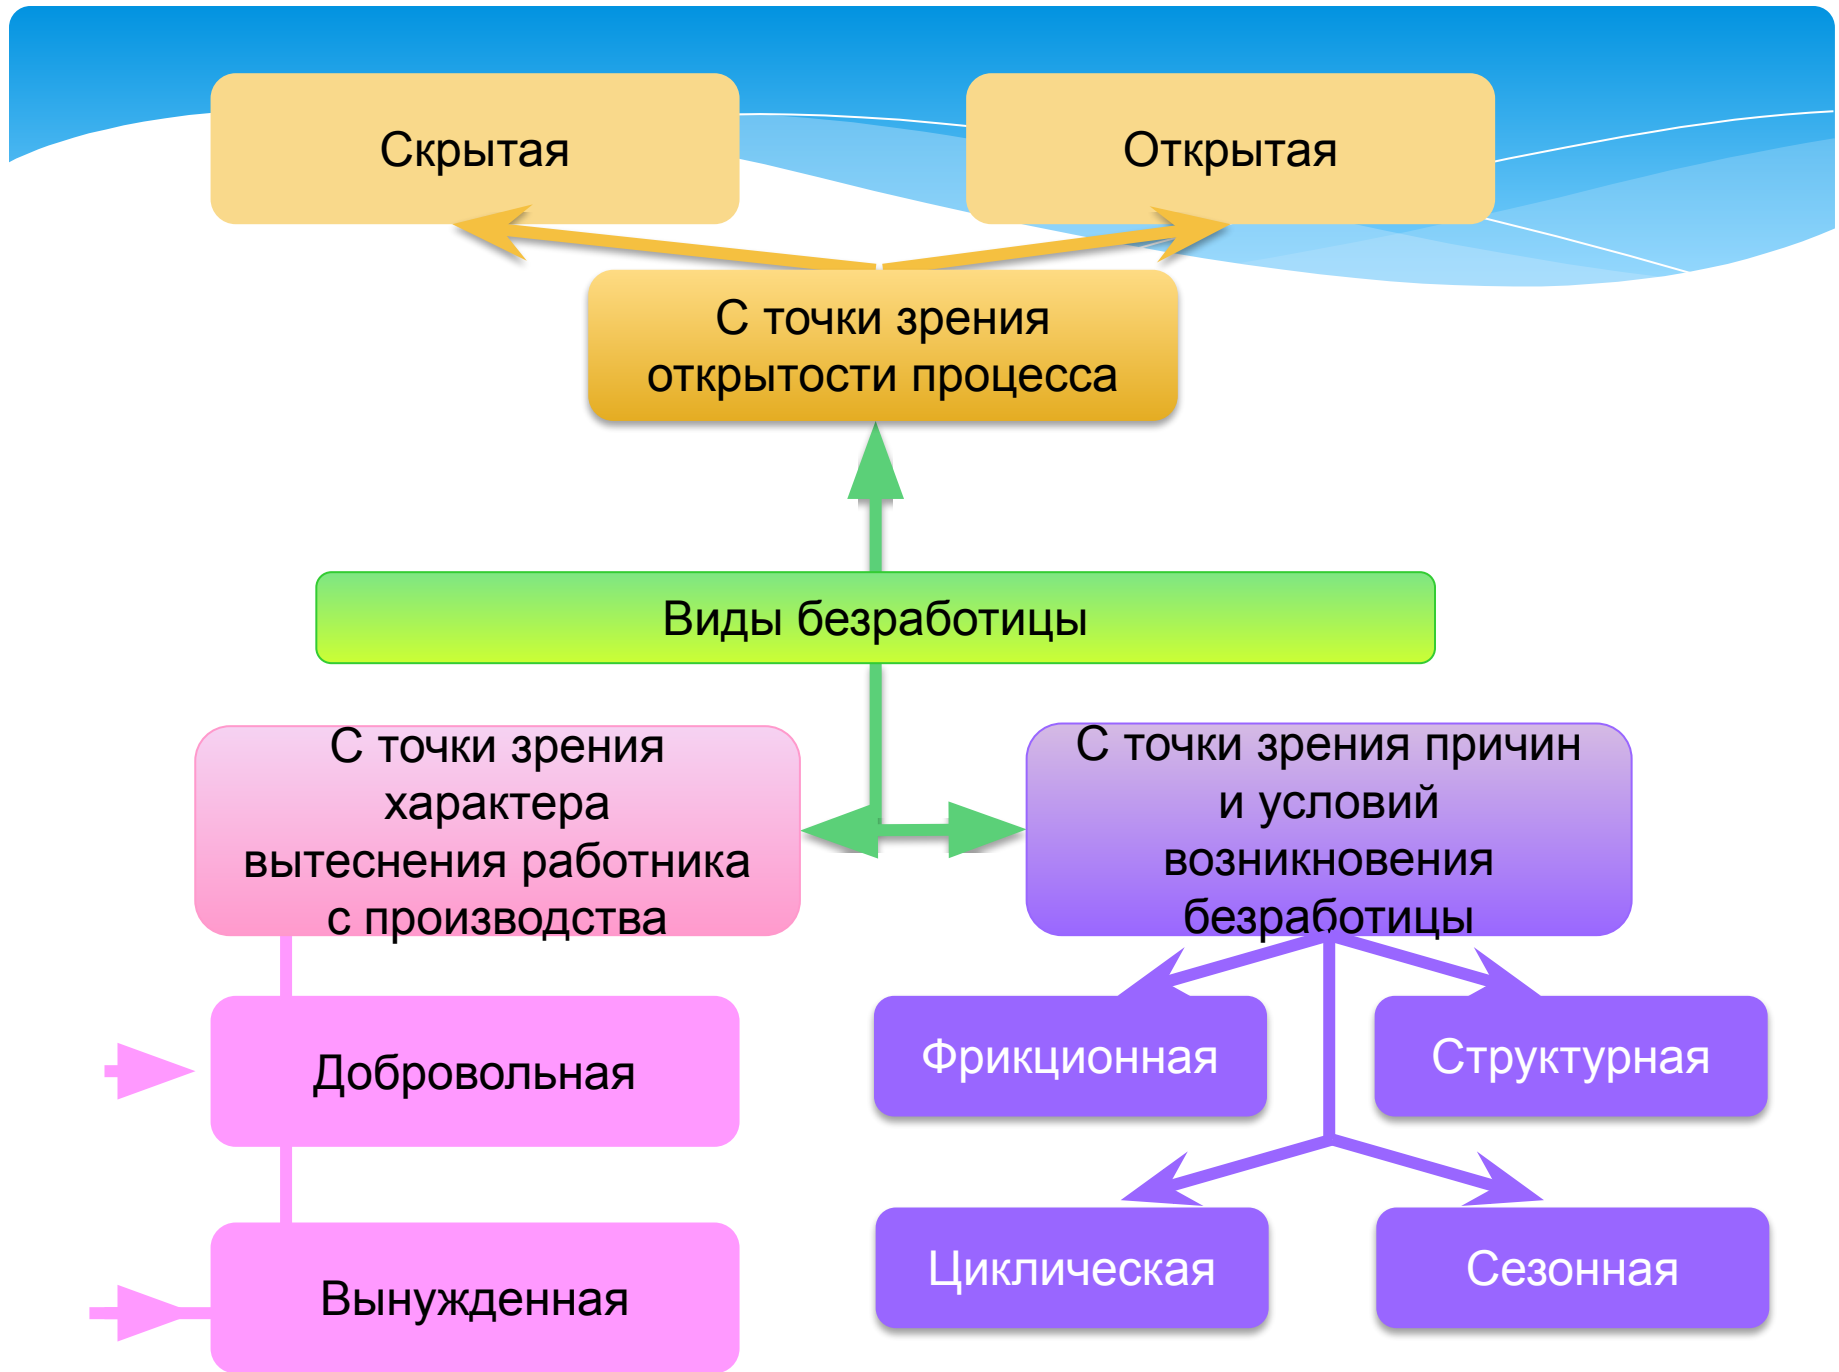 Скрытая
Открытая
С точки зрения
открытости процесса
Виды безработицы
С точки зрения
характера
вытеснения работника
с производства
С точки зрения причин
и условий
возникновения
безработицы
Добровольная
Вынужденная
Фрикционная
Структурная
Циклическая
Сезонная